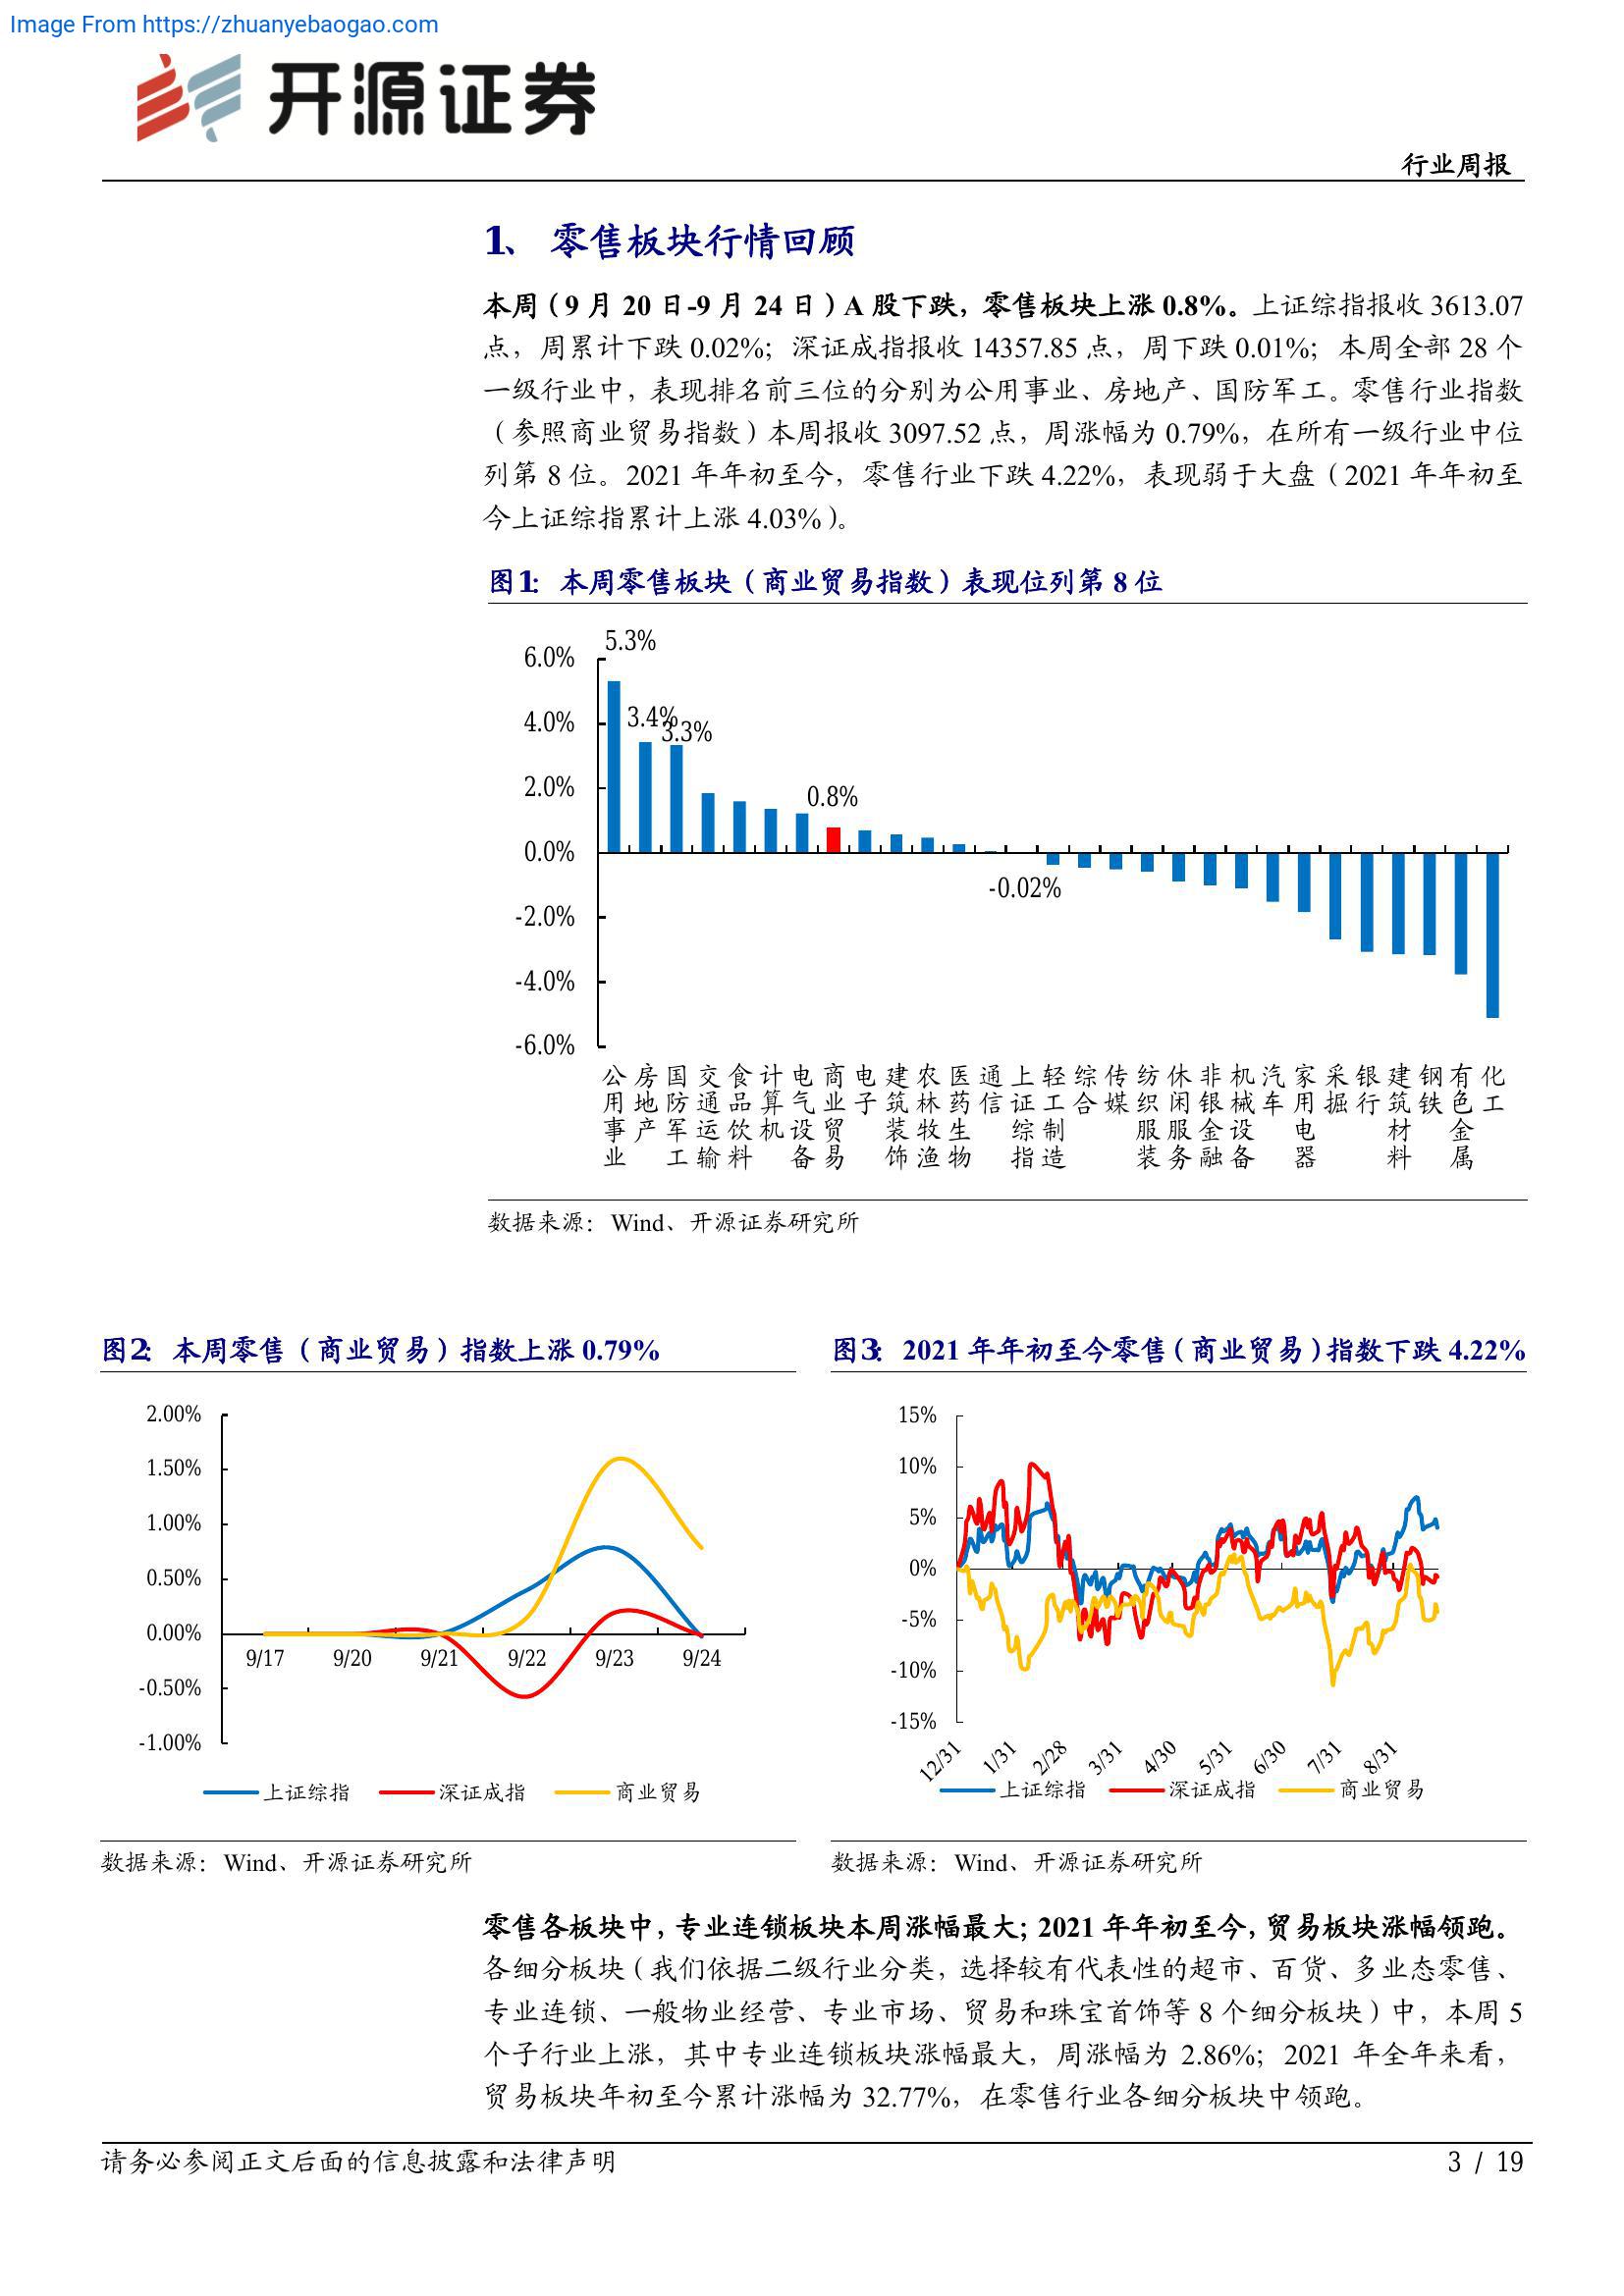 Image From https://zhuanyebaogao.com
开源证券
行业周报
1、 零售板块行情回顾
本周（9 月 20 日-9 月 24 日）A 股下跌，零售板块上涨 0.8%。上证综指报收 3613.07
点，周累计下跌 0.02%；深证成指报收 14357.85 点，周下跌 0.01%；本周全部 28 个
一级行业中，表现排名前三位的分别为公用事业、房地产、国防军工。零售行业指数
（参照商业贸易指数）本周报收 3097.52 点，周涨幅为 0.79%，在所有一级行业中位
列第 8 位。2021 年年初至今，零售行业下跌 4.22%，表现弱于大盘（2021 年年初至
今上证综指累计上涨 4.03%）。
图1：本周零售板块（商业贸易指数）表现位列第 8 位
6.0%
4.0%
2.0%
0.0%
-2.0%
-4.0%
-6.0%
5.3%
3.4%
3.3%
0.8%
-0.02%
公用事业
房地产
国防军工
交通运输
食品饮料
计算机
电气设备
商业贸易
电子
建筑装饰
农林牧渔
医药生物
通信
上证综指
轻工制造
综合
传媒
纺织服装
休闲服务
非银金融
机械设备
汽车
家用电器
采掘
银行
建筑材料
钢铁
有色金属
化工
数据来源：Wind、开源证券研究所
图2：本周零售（商业贸易）指数上涨 0.79%
2.00%
1.50%
1.00%
0.50%
0.00%
-0.50%
-1.00%
9/17 9/20 9/21 9/22 9/23 9/24
上证综指 深证成指 商业贸易
数据来源：Wind、开源证券研究所
图3：2021 年年初至今零售（商业贸易）指数下跌 4.22%
15%
10%
5%
0%
-5%
-10%
-15%
12/31 1/31 2/28 3/31 4/30 5/31 6/30 7/31 8/31
上证综指 深证成指 商业贸易
数据来源：Wind、开源证券研究所
零售各板块中，专业连锁板块本周涨幅最大；2021 年年初至今，贸易板块涨幅领跑。
各细分板块（我们依据二级行业分类，选择较有代表性的超市、百货、多业态零售、
专业连锁、一般物业经营、专业市场、贸易和珠宝首饰等 8 个细分板块）中，本周 5
个子行业上涨，其中专业连锁板块涨幅最大，周涨幅为 2.86%；2021 年全年来看，
贸易板块年初至今累计涨幅为 32.77%，在零售行业各细分板块中领跑。
请务必参阅正文后面的信息披露和法律声明
3 / 19